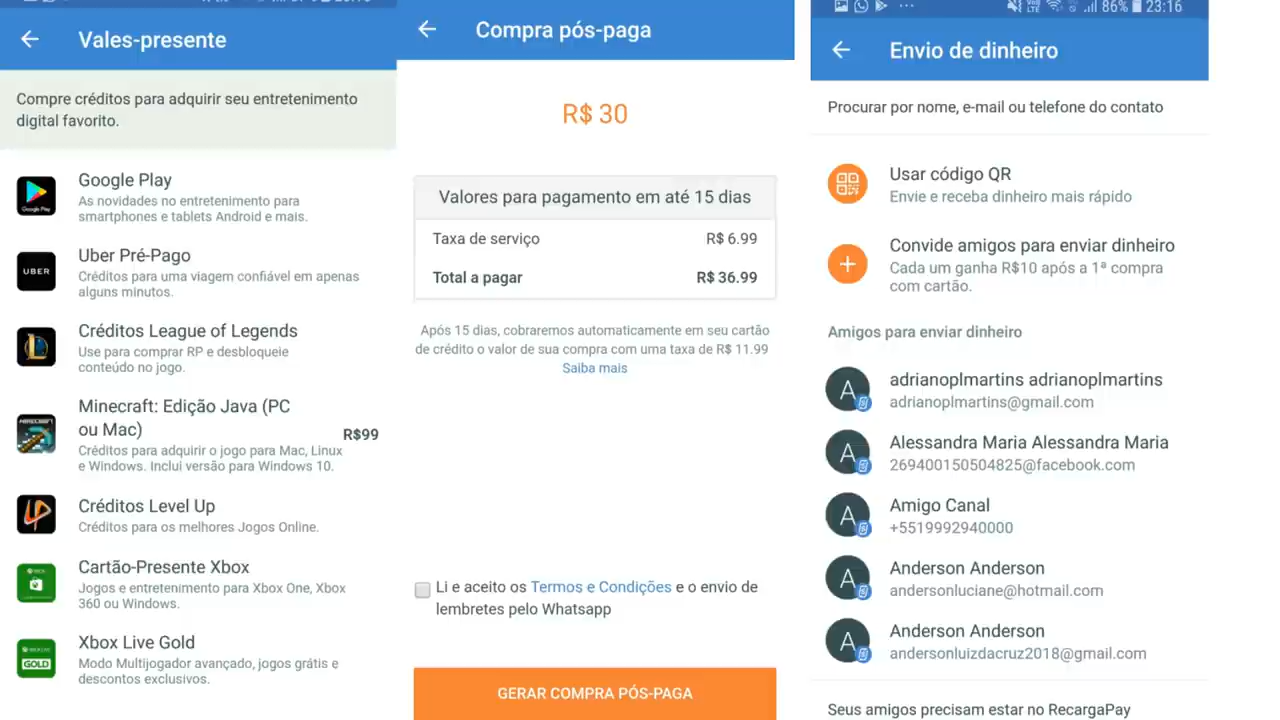 Vales-presente
Compre créditos para adquirir seu entretenimento
digital favorito.
Google Play
As novidades no entretenimento para
smartphones e tablets Android e mais.
Google Play
Uber Pré-Pago
Créditos para uma viagem confiável em apenas
alguns minutos.
UBER
Créditos League of Legends
Use para comprar RP e desbloqueie
conteúdo no jogo.
L
Minecraft: Edição Java (PC
ou Mac)
R$99
Créditos para adquirir o jogo para Mac, Linux
e Windows. Inclui versão para Windows 10.
Créditos Level Up
Créditos para os melhores Jogos Online.
Cartão-Presente Xbox
Jogos e entretenimento para Xbox One, Xbox
360 ou Windows.
Xbox Live Gold
Modo Multijogador avançado, jogos grátis e
descontos exclusivos.
GOLD
Compra pós-paga
R$ 30
Valores para pagamento em até 15 dias
Taxa de serviço R$ 6.99
Total a pagar R$ 36.99
Após 15 dias, cobraremos automaticamente em seu cartão
de crédito o valor de sua compra com uma taxa de R$ 11.99
Saiba mais
Li e aceito os Termos e Condições e o envio de
lembretes pelo Whatsapp
GERAR COMPRA PÓS-PAGA
86% 23:16
Envio de dinheiro
Procurar por nome, e-mail ou telefone do contato
Usar código QR
Envie e receba dinheiro mais rápido
Convide amigos para enviar dinheiro
Cada um ganha R$10 após a 1ª compra
com cartão.
Amigos para enviar dinheiro
A
adrianoplmartins adrianoplmartins
adrianoplmartins@gmail.com
A
Alessandra Maria Alessandra Maria
269400150504825@facebook.com
A
Amigo Canal
+5519992940000
A
Anderson Anderson
andersonluciane@hotmail.com
A
Anderson Anderson
andersonluizdacruz2018@gmail.com
Seus amigos precisam estar no RecargaPay